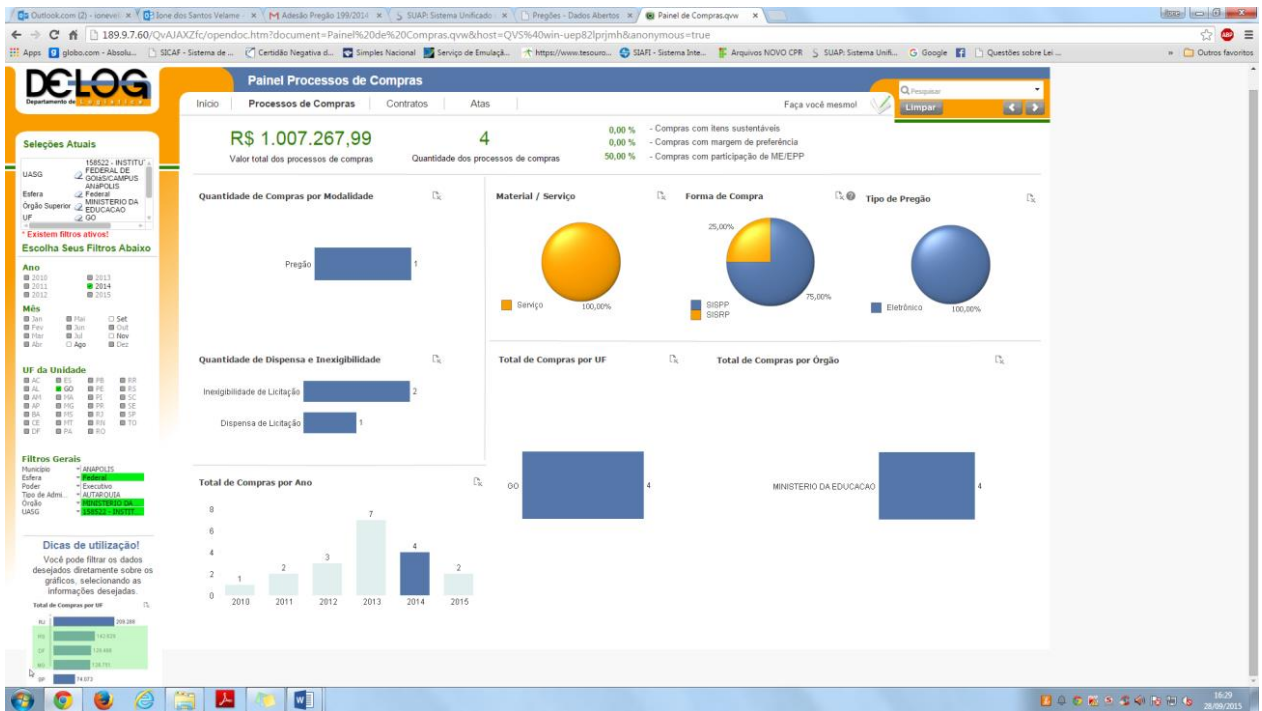 Outlook.com (2) - ionevel
Ione dos Santos Velame
Adesão Pregão 199/2014
SUAP: Sistema Unificado
Pregões - Dados Abertos
Painel de Compras.qvw
189.9.7.60/QvAJAXZfc/opendoc.htm?document=Painel%20de%20Compras.qvw&host=QVS%40win-uep82lprjmh&anonymous=true
Apps
globo.com - Absolu...
SICAF - Sistema de ...
Certidão Negativa d...
Simples Nacional
Serviço de Emulaçã...
https://www.tesouro...
SIAFI - Sistema Inte...
Arquivos NOVO CPR
SUAP: Sistema Unifi...
Google
Questões sobre Lei ...
Outros favoritos
DELOG
Departamento de Logística
Painel Processos de Compras
Início
Processos de Compras
Contratos
Atas
Faça você mesmo!
Pesquisar
Limpar
Seleções Atuais
UASG
158522 - INSTITU
FEDERAL DE
GOIáS/CAMPUS
ANáPOLIS
Esfera
Federal
Órgão Superior
MINISTERIO DA
EDUCACAO
UF
GO
* Existem filtros ativos!
Escolha Seus Filtros Abaixo
Ano
2010 2013
2011 2014
2012 2015
Mês
Jan Mai Set
Fev Jun Out
Mar Jul Nov
Abr Ago Dez
UF da Unidade
AC ES PB RR
AL GO PE RS
AM MA PI SC
AP MG PR SE
BA MS RJ SP
CE MT RN TO
DF PA RO
Filtros Gerais
Município ANAPOLIS
Esfera Federal
Poder Executivo
Tipo de Admi... AUTARQUIA
Órgão MINISTERIO DA
UASG 158522 - INSTIT...
Dicas de utilização!
Você pode filtrar os dados
desejados diretamente sobre os
gráficos, selecionando as
informações desejadas.
Total de Compras por UF
RJ
DF
MG
SP 74 073
R$ 1.007.267,99
Valor total dos processos de compras
4
Quantidade dos processos de compras
0,00 % - Compras com itens sustentáveis
0,00 % - Compras com margem de preferência
50,00 % - Compras com participação de ME/EPP
Quantidade de Compras por Modalidade
Pregão 1
Material / Serviço
Serviço
100,00%
Forma de Compra
25,00%
75,00%
SISPP
SISRP
Tipo de Pregão
Eletrônico
100,00%
Quantidade de Dispensa e Inexigibilidade
Inexigibilidade de Licitação 2
Dispensa de Licitação 1
Total de Compras por UF
GO 4
Total de Compras por Órgão
MINISTERIO DA EDUCACAO 4
Total de Compras por Ano
8
6
4
2
0
1
2
3
7
4
2
2010 2011 2012 2013 2014 2015
16:29
28/09/2015